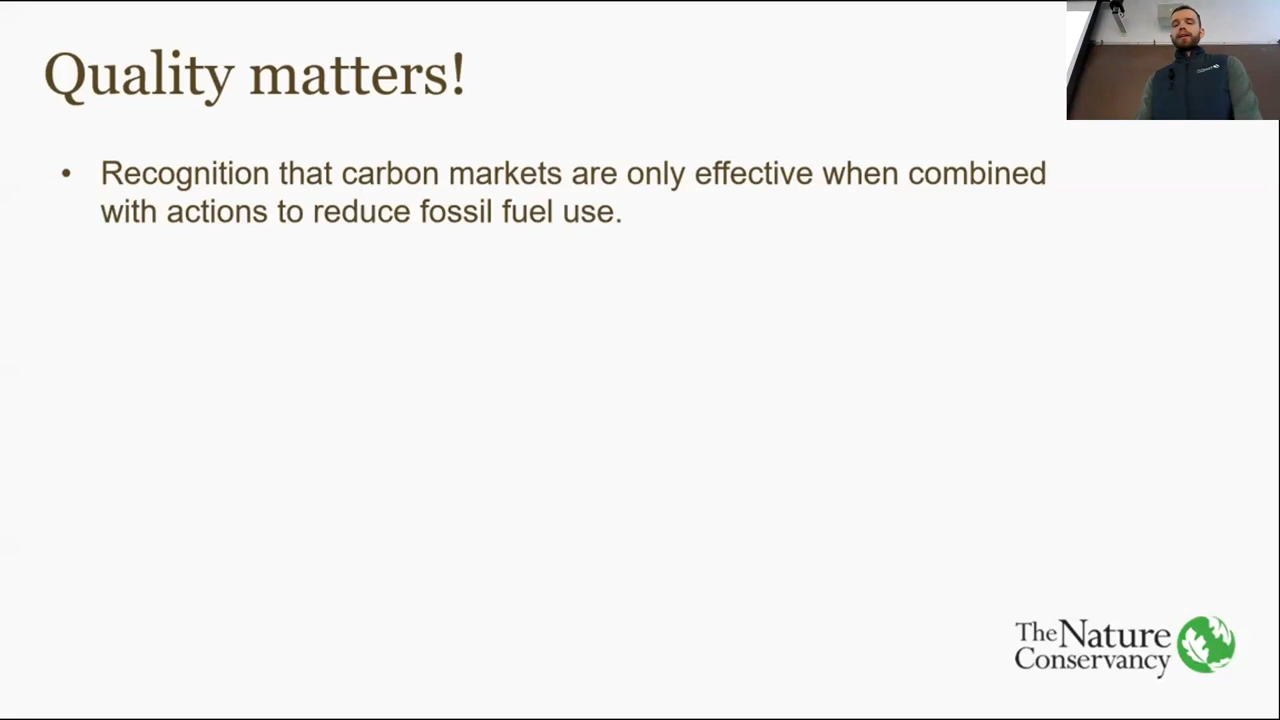 Quality matters!
• Recognition that carbon markets are only effective when combined
with actions to reduce fossil fuel use.
The Nature
Conservancy